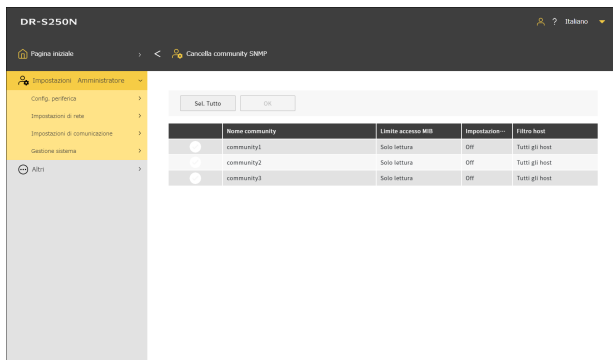 DR-S250N
? Italiano
Pagina iniziale
Cancella community SNMP
Impostazioni Amministratore
Config. periferica
Impostazioni di rete
Impostazioni di comunicazione
Gestione sistema
Altri
Sel. Tutto OK
Nome community Limite accesso MIB Impostazion··· Filtro host
community1 Solo lettura Off Tutti gli host
community2 Solo lettura Off Tutti gli host
community3 Solo lettura Off Tutti gli host